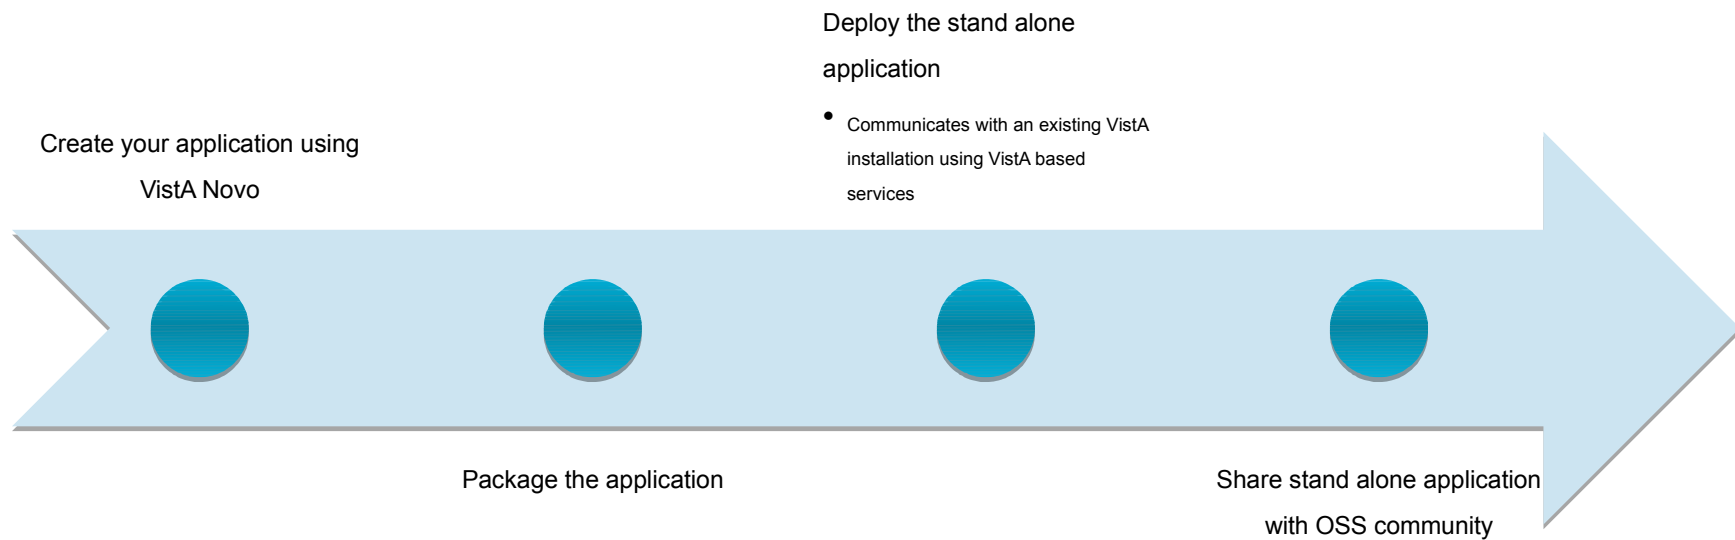 Create your application using
VistA Novo
Package the application
Deploy the stand alone
application
• Communicates with an existing VistA
installation using VistA based
services
Share stand alone application
with OSS community